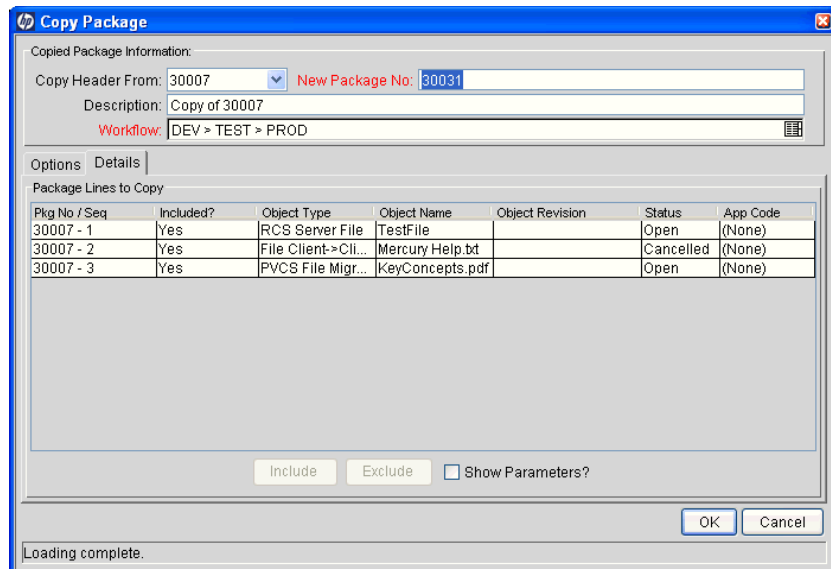 hp Copy Package
Copied Package Information:
Copy Header From: 30007 New Package No: 30031
Description: Copy of 30007
Workflow: DEV > TEST > PROD
Options Details
Package Lines to Copy
Pkg No / Seq Included? Object Type Object Name Object Revision Status App Code
30007 - 1 Yes RCS Server File TestFile Open (None)
30007 - 2 Yes File Client->Cli... Mercury Help.txt Cancelled (None)
30007 - 3 Yes PVCS File Migr... KeyConcepts.pdf Open (None)
Include Exclude Show Parameters?
OK Cancel
Loading complete.